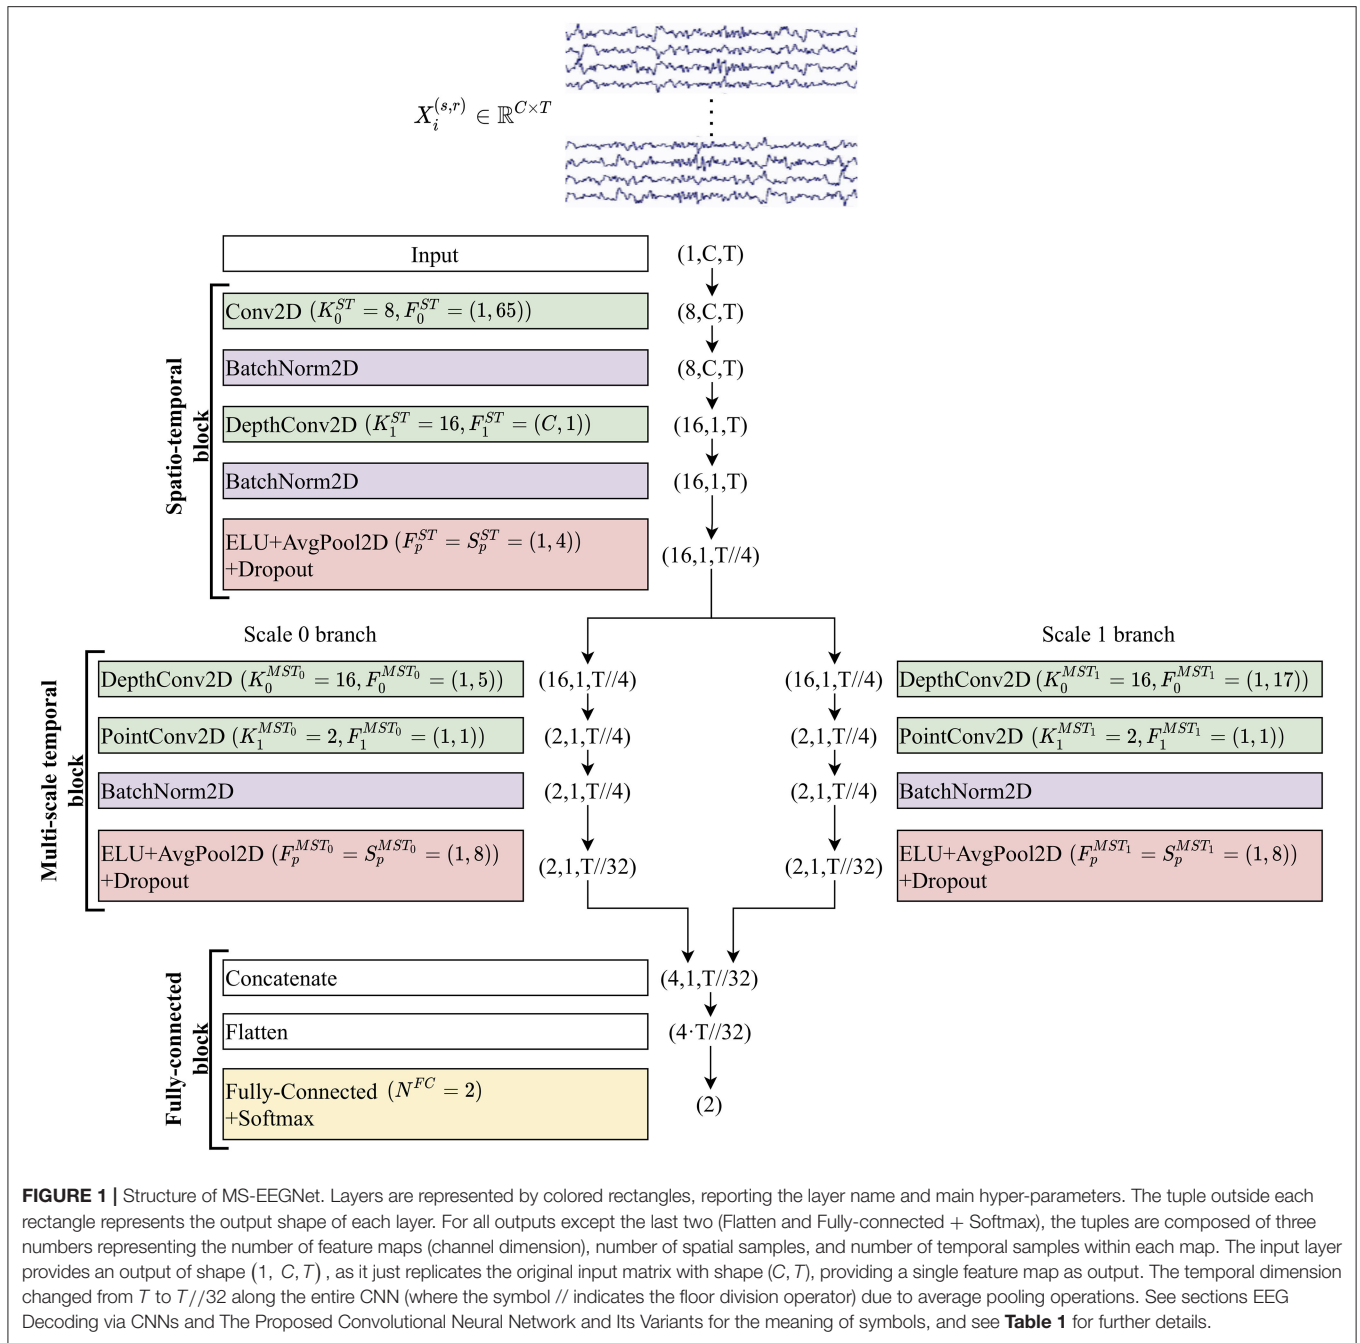 X_i^{(s,r)} ∈ ℝ^{C×T}
Input
(1,C,T)
Spatio-temporal
block
Conv2D (K_0^{ST} = 8, F_0^{ST} = (1, 65))
(8,C,T)
BatchNorm2D
(8,C,T)
DepthConv2D (K_1^{ST} = 16, F_1^{ST} = (C, 1))
(16,1,T)
BatchNorm2D
(16,1,T)
ELU+AvgPool2D (F_p^{ST} = S_p^{ST} = (1, 4))
+Dropout
(16,1,T//4)
Multi-scale temporal
block
Scale 0 branch
DepthConv2D (K_0^{MST_0} = 16, F_0^{MST_0} = (1, 5))
(16,1,T//4)
PointConv2D (K_1^{MST_0} = 2, F_1^{MST_0} = (1, 1))
(2,1,T//4)
BatchNorm2D
(2,1,T//4)
ELU+AvgPool2D (F_p^{MST_0} = S_p^{MST_0} = (1, 8))
+Dropout
(2,1,T//32)
Scale 1 branch
(16,1,T//4)
DepthConv2D (K_0^{MST_1} = 16, F_0^{MST_1} = (1, 17))
(2,1,T//4)
PointConv2D (K_1^{MST_1} = 2, F_1^{MST_1} = (1, 1))
(2,1,T//4)
BatchNorm2D
(2,1,T//32)
ELU+AvgPool2D (F_p^{MST_1} = S_p^{MST_1} = (1, 8))
+Dropout
Fully-connected
block
Concatenate
(4,1,T//32)
Flatten
(4·T//32)
Fully-Connected (N^{FC} = 2)
+Softmax
(2)
FIGURE 1 | Structure of MS-EEGNet. Layers are represented by colored rectangles, reporting the layer name and main hyper-parameters. The tuple outside each
rectangle represents the output shape of each layer. For all outputs except the last two (Flatten and Fully-connected + Softmax), the tuples are composed of three
numbers representing the number of feature maps (channel dimension), number of spatial samples, and number of temporal samples within each map. The input layer
provides an output of shape (1, C, T), as it just replicates the original input matrix with shape (C, T), providing a single feature map as output. The temporal dimension
changed from T to T//32 along the entire CNN (where the symbol // indicates the floor division operator) due to average pooling operations. See sections EEG
Decoding via CNNs and The Proposed Convolutional Neural Network and Its Variants for the meaning of symbols, and see Table 1 for further details.